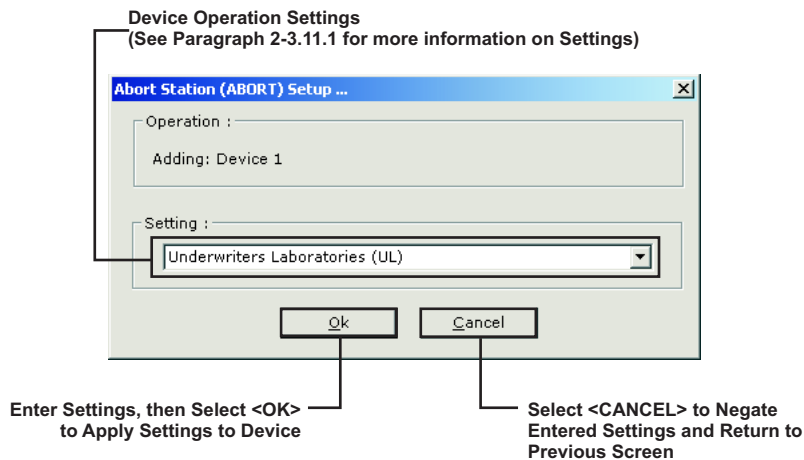 Device Operation Settings
(See Paragraph 2-3.11.1 for more information on Settings)
Abort Station (ABORT) Setup ...
Operation :
Adding: Device 1
Setting :
Underwriters Laboratories (UL)
Ok
Cancel
Enter Settings, then Select <OK>
to Apply Settings to Device
Select <CANCEL> to Negate
Entered Settings and Return to
Previous Screen